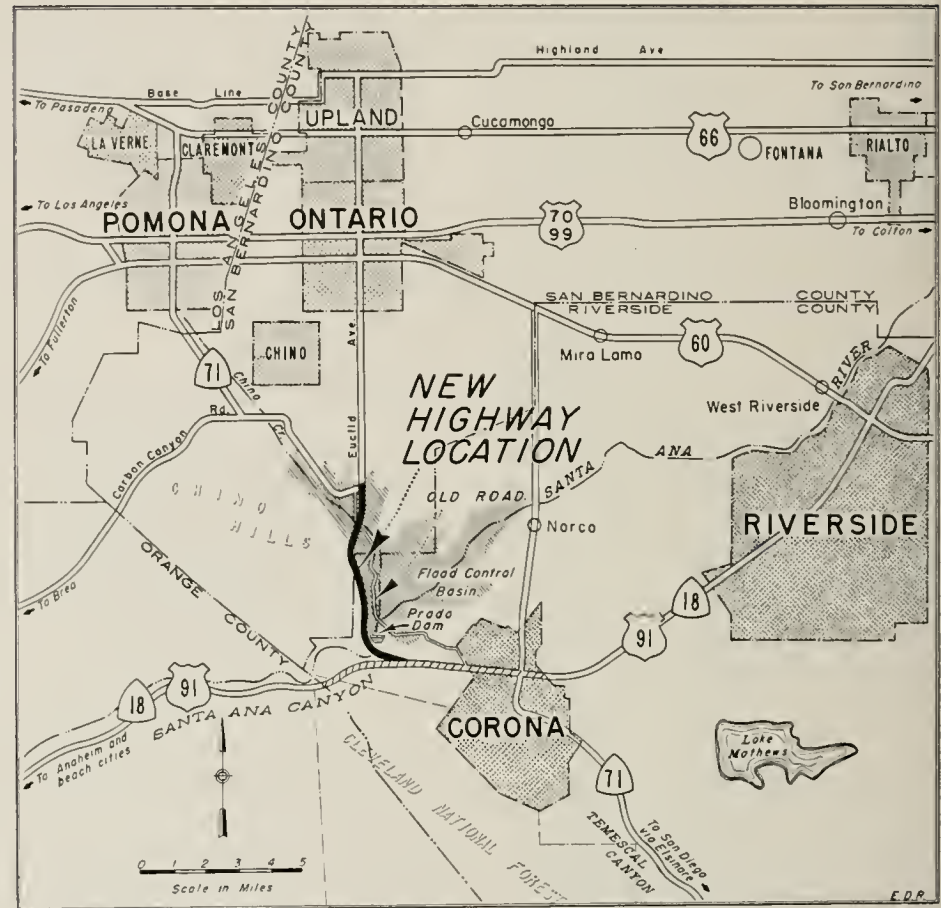 Highland Ave
Base Line
To San Bernardino
To Pasadena
LOS ANGELES COUNTY
SAN BERNARDINO COUNTY
UPLAND
Cucamonga
66
FONTANA
RIALTO
LA VERNE
CLAREMONT
To Los Angeles
POMONA
ONTARIO
70
99
Bloomington
To Colton
SAN BERNARDINO COUNTY
RIVERSIDE COUNTY
To Fullerton
71
CHINO
Euclid Ave.
Mira Lama
60
RIVER
West Riverside
Chino Cr.
NEW
HIGHWAY
LOCATION
Carbon Canyon Rd.
OLD ROAD
SANTA ANA
CHINO
HILLS
Norco
RIVERSIDE
Flood Control
Basin
Prado
Dam
To Brea
ORANGE COUNTY
18
91
91
18
SANTA ANA CANYON
CORONA
Lake
Mathews
To Anaheim and
beach cities
CLEVELAND NATIONAL FOREST
71
TEMESCAL
CANYON
To San Diego
via Elsinore
0 1 2 3 4 5
Scale in Miles
E.D.R.